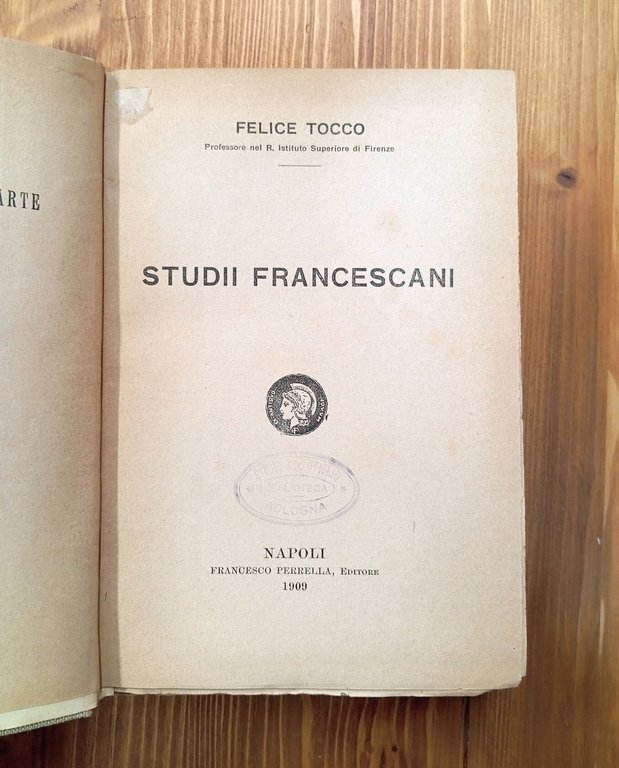 ARTE
FELICE TOCCO
Professore nel R. Istituto Superiore di Firenze
STUDII FRANCESCANI
BIBLIOTECA
BOLOGNA
NAPOLI
FRANCESCO PERRELLA, EDITORE
1909